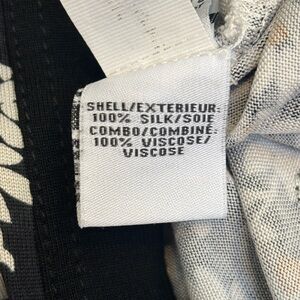 SHELL/EXTERIEUR:
100% SILK/SOIE
COMBO/COMBINÉ:
100% VISCOSE/
VISCOSE